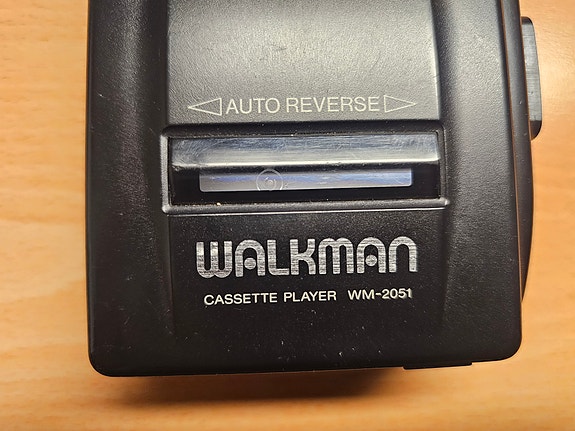 AUTO REVERSE
WALKMAN
CASSETTE PLAYER WM-2051